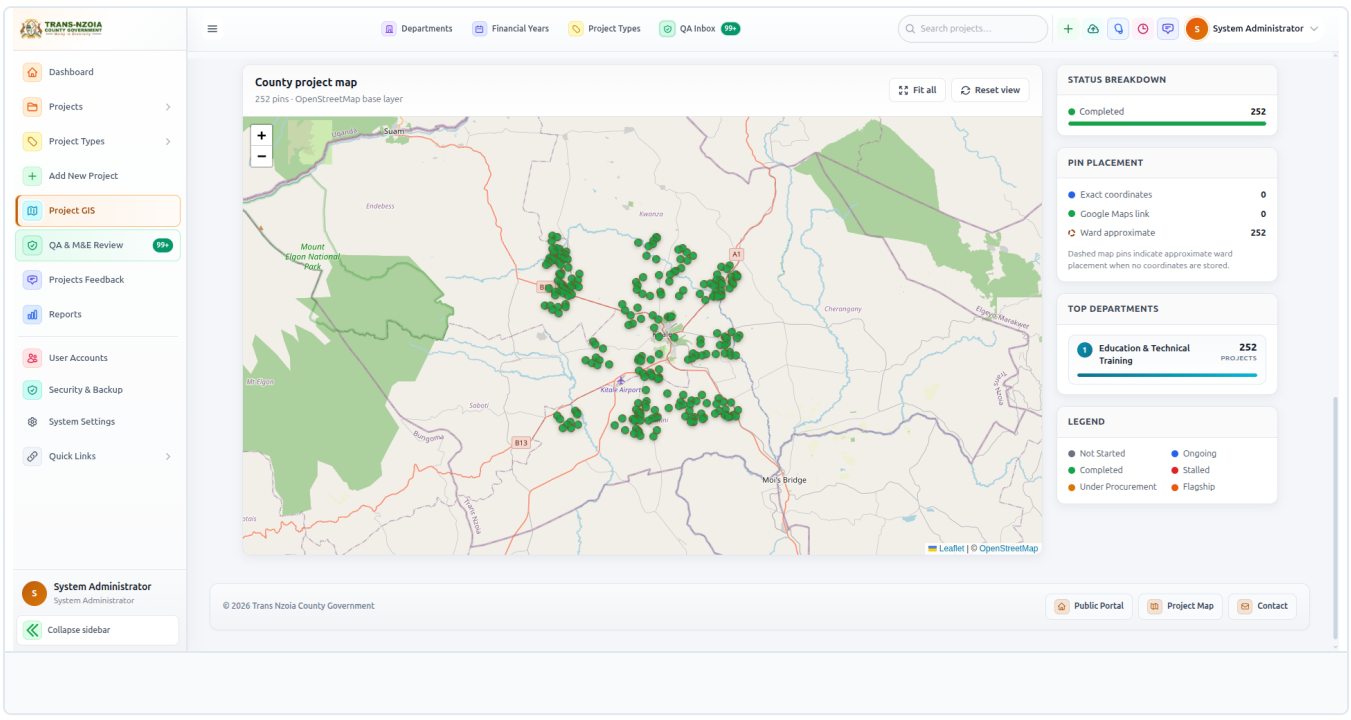 TRANS-NZOIA
COUNTY GOVERNMENT
Departments
Financial Years
Project Types
QA Inbox 99+
Search projects...
S System Administrator
Dashboard
Projects
Project Types
Add New Project
Project GIS
QA & M&E Review 99+
Projects Feedback
Reports
User Accounts
Security & Backup
System Settings
Quick Links
S
System Administrator
System Administrator
Collapse sidebar
County project map
252 pins · OpenStreetMap base layer
Fit all
Reset view
+
−
Uganda
Suam
Endebess
Kwanza
Mount
Elgon National
Park
A1
Cherangany
Elgeyo Marakwet
Mt Elgon
Kitale Airport
Saboti
Bungoma
B13
Trans Nzoia
Trans Nzoia
Moi's Bridge
Leaflet | © OpenStreetMap
STATUS BREAKDOWN
Completed 252
PIN PLACEMENT
Exact coordinates 0
Google Maps link 0
Ward approximate 252
Dashed map pins indicate approximate ward
placement when no coordinates are stored.
TOP DEPARTMENTS
1 Education & Technical
Training
252
PROJECTS
LEGEND
Not Started
Ongoing
Completed
Stalled
Under Procurement
Flagship
© 2026 Trans Nzoia County Government
Public Portal
Project Map
Contact